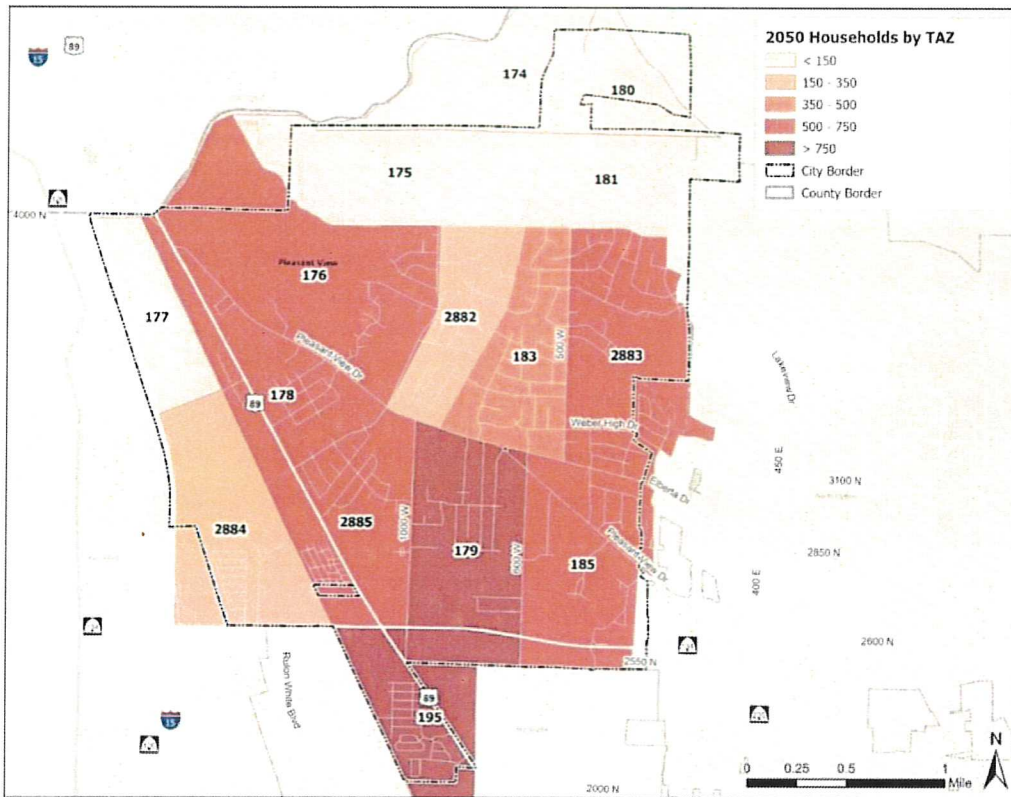 2050 Households by TAZ
< 150
150 - 350
350 - 500
500 - 750
> 750
City Border
County Border
15
89
174
180
175
181
4000 N
Pleasant View
176
177
2882
183
500 W
2883
Pleasant View Dr
178
89
Lakeview Dr
Weber High Dr
450 E
3100 N
Elberta Dr
2884
2885
1000 W
179
600 W
Pleasant View Dr
185
2850 N
400 E
2600 N
2550 N
Rulon White Blvd
89
195
15
2000 N
N
0 0.25 0.5 1
Mile